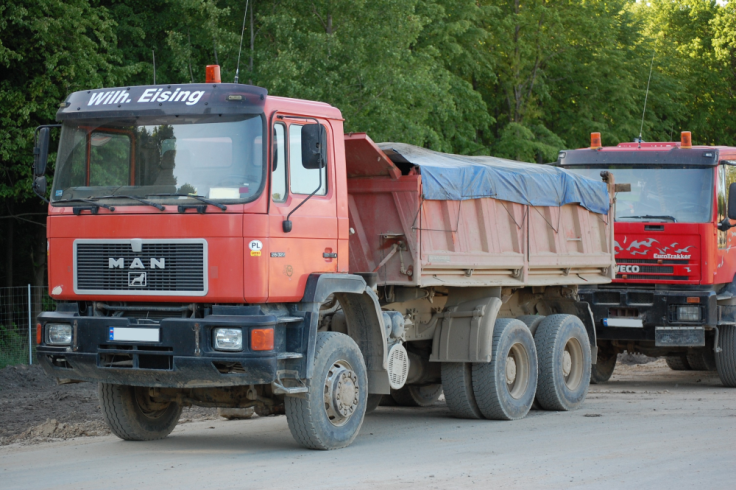 Wilh. Eising
MAN
PL
EuroTrakker
IVECO